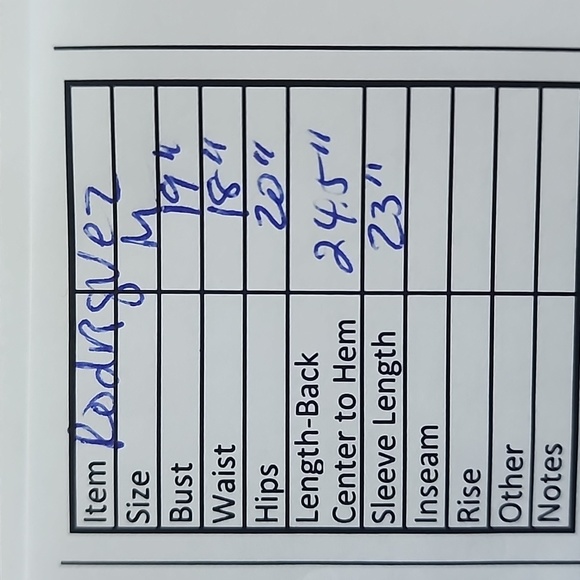 Item Rodriguez
Size M
Bust 19"
Waist 18"
Hips 20"
Length-Back
Center to Hem 24.5"
Sleeve Length 23"
Inseam
Rise
Other
Notes